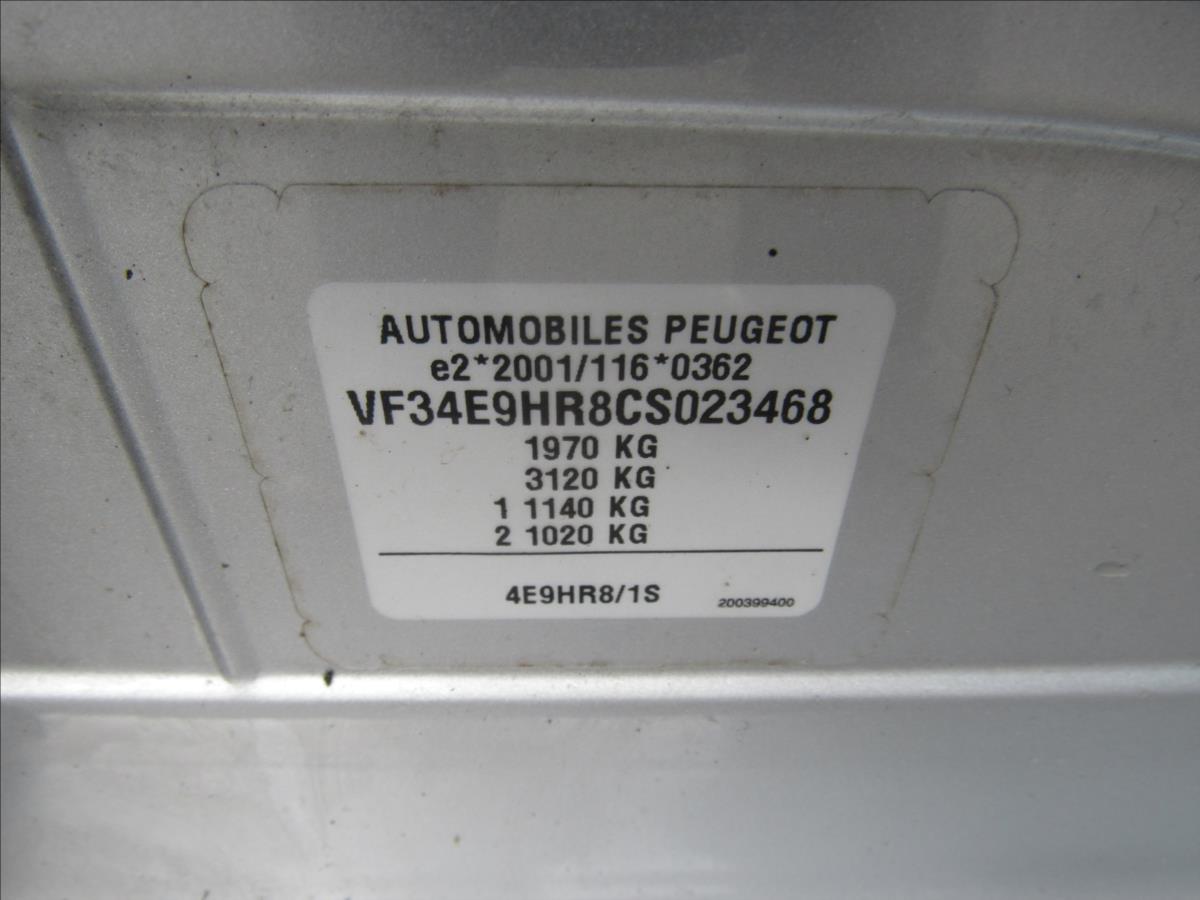 AUTOMOBILES PEUGEOT
e2*2001/116*0362
VF34E9HR8CS023468
1970 KG
3120 KG
1 1140 KG
2 1020 KG
4E9HR8/1S
200399400